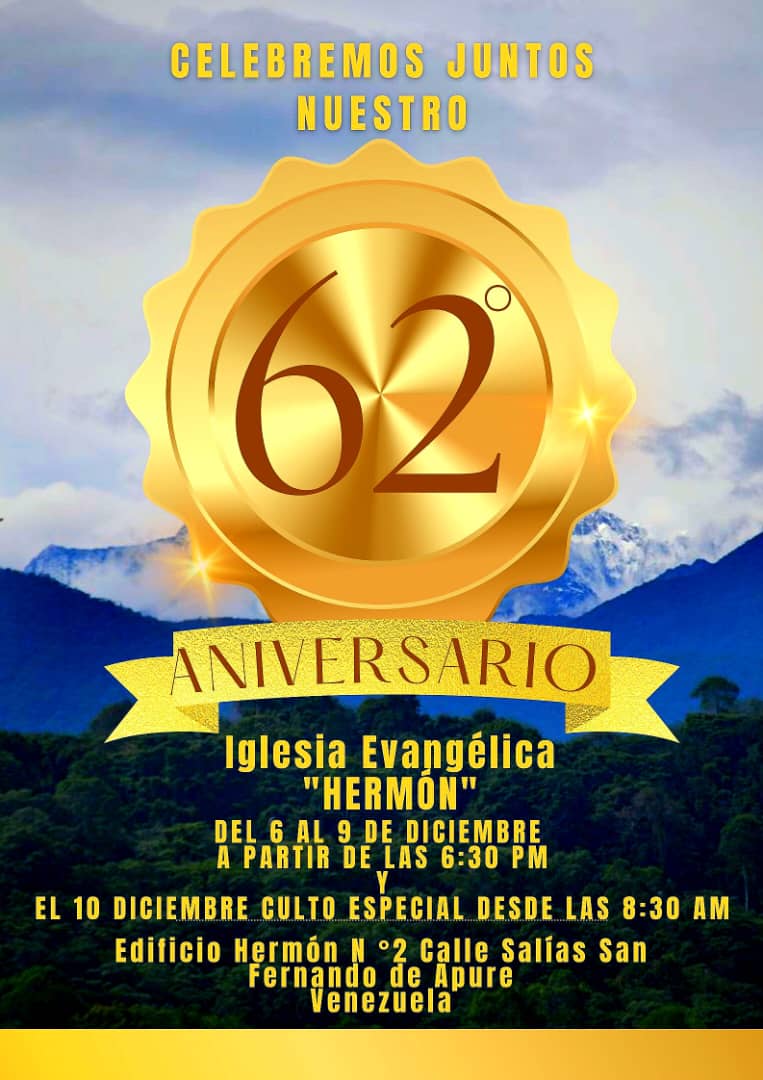 CELEBREMOS JUNTOS
NUESTRO
62°
ANIVERSARIO
Iglesia Evangélica
"HERMÓN"
DEL 6 AL 9 DE DICIEMBRE
A PARTIR DE LAS 6:30 PM
Y
EL 10 DICIEMBRE CULTO ESPECIAL DESDE LAS 8:30 AM
Edificio Hermón N °2 Calle Salías San
Fernando de Apure
Venezuela